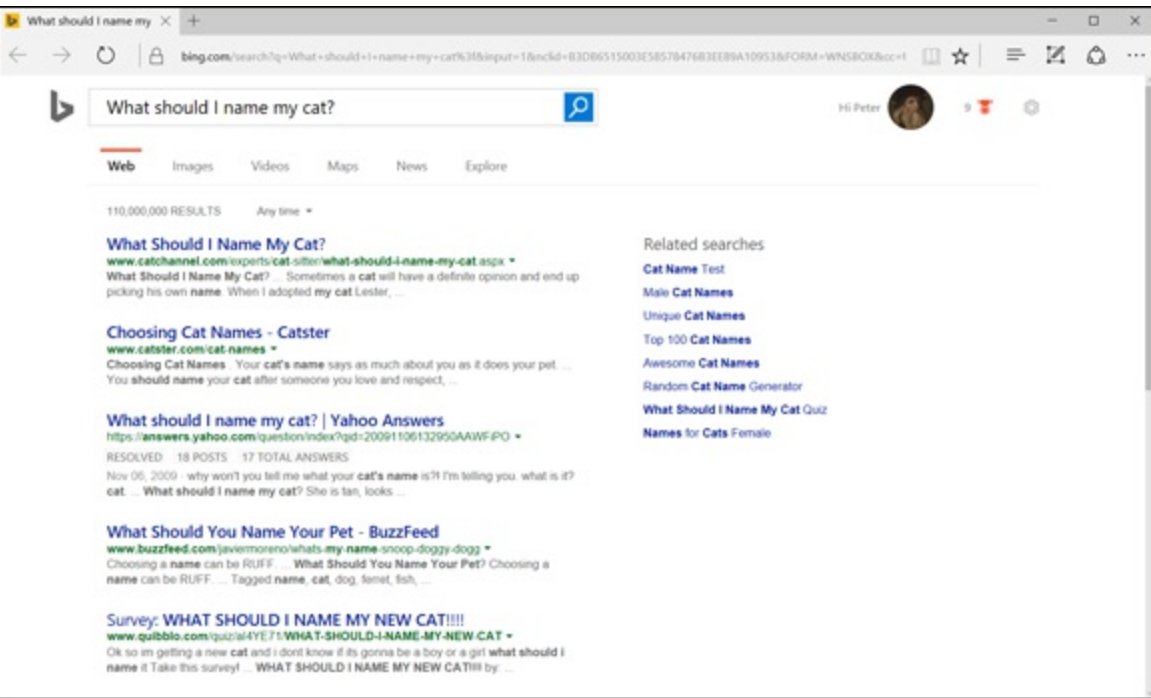 What should I name my
bing.com/search?q=What+should+I+name+my+cat%3f&input=1&nclid=B3DB6515003E58578476B3EEB9A10953&FORM=WNSBOX&cc=
What should I name my cat?
Hi Peter
9
Web Images Videos Maps News Explore
110,000,000 RESULTS Any time
What Should I Name My Cat?
www.catchannel.com/experts/cat-sitter/what-should-i-name-my-cat.aspx
What Should I Name My Cat? ... Sometimes a cat will have a definite opinion and end up
picking his own name. When I adopted my cat Lester, ...
Choosing Cat Names - Catster
www.catster.com/cat-names
Choosing Cat Names . Your cat's name says as much about you as it does your pet. ...
You should name your cat after someone you love and respect, ...
What should I name my cat? | Yahoo Answers
https://answers.yahoo.com/question/index?qid=20091106132950AAWFiPO
RESOLVED 18 POSTS 17 TOTAL ANSWERS
Nov 06, 2009 · why won't you tell me what your cat's name is?! I'm telling you. what is it?
cat. ... What should I name my cat? She is tan, looks ...
What Should You Name Your Pet - BuzzFeed
www.buzzfeed.com/javiermoreno/whats-my-name-snoop-doggy-dogg
Choosing a name can be RUFF. ... What Should You Name Your Pet? Choosing a
name can be RUFF. ... Tagged name, cat, dog, ferret, fish, ...
Survey: WHAT SHOULD I NAME MY NEW CAT!!!!
www.quibblo.com/quiz/al4YE71/WHAT-SHOULD-I-NAME-MY-NEW-CAT
Ok so im getting a new cat and i dont know if its gonna be a boy or a girl what should i
name it Take this survey! ... WHAT SHOULD I NAME MY NEW CAT!!!! by: ...
Related searches
Cat Name Test
Male Cat Names
Unique Cat Names
Top 100 Cat Names
Awesome Cat Names
Random Cat Name Generator
What Should I Name My Cat Quiz
Names for Cats Female